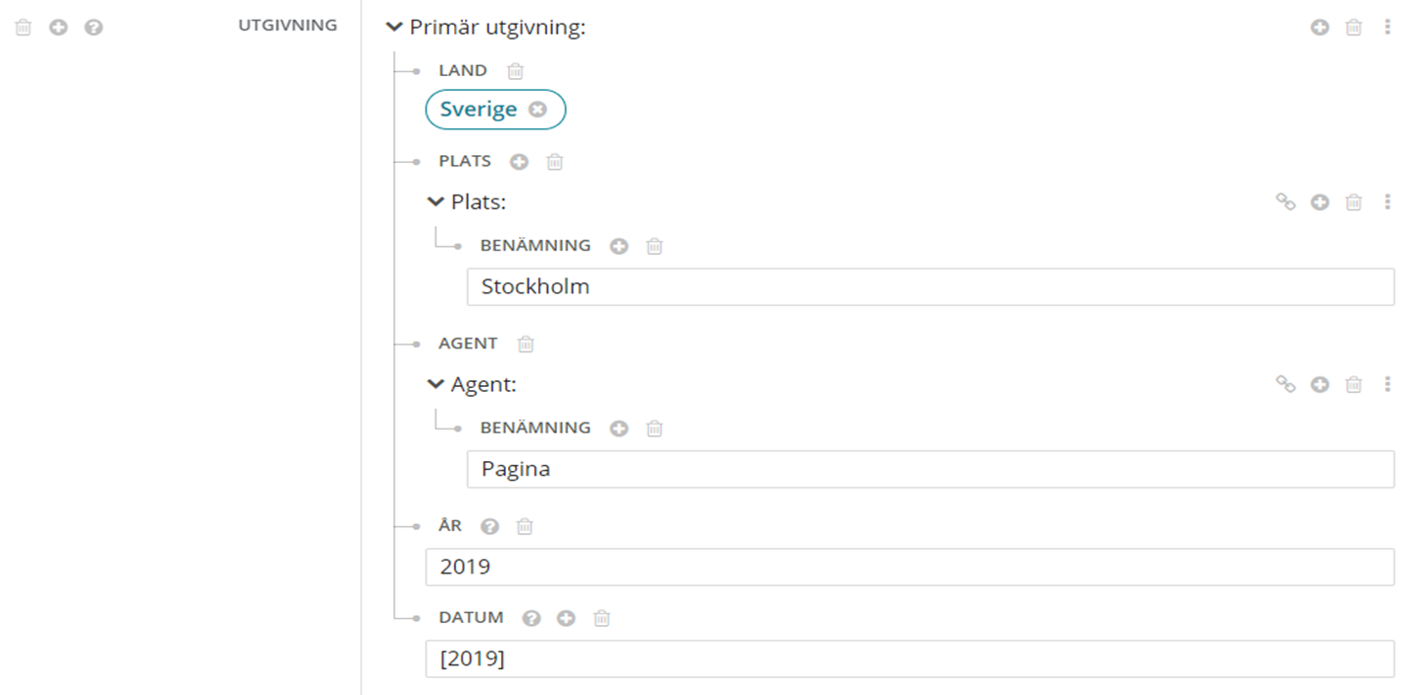 UTGIVNING
Primär utgivning:
LAND
Sverige
PLATS
Plats:
BENÄMNING
Stockholm
AGENT
Agent:
BENÄMNING
Pagina
ÅR
2019
DATUM
[2019]